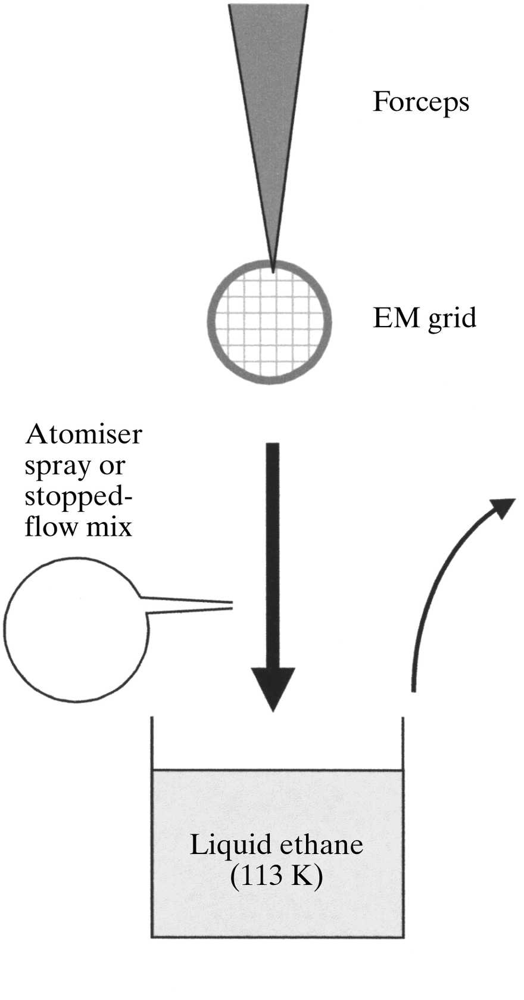 Forceps
EM grid
Atomiser
spray or
stopped-
flow mix
Liquid ethane
(113 K)